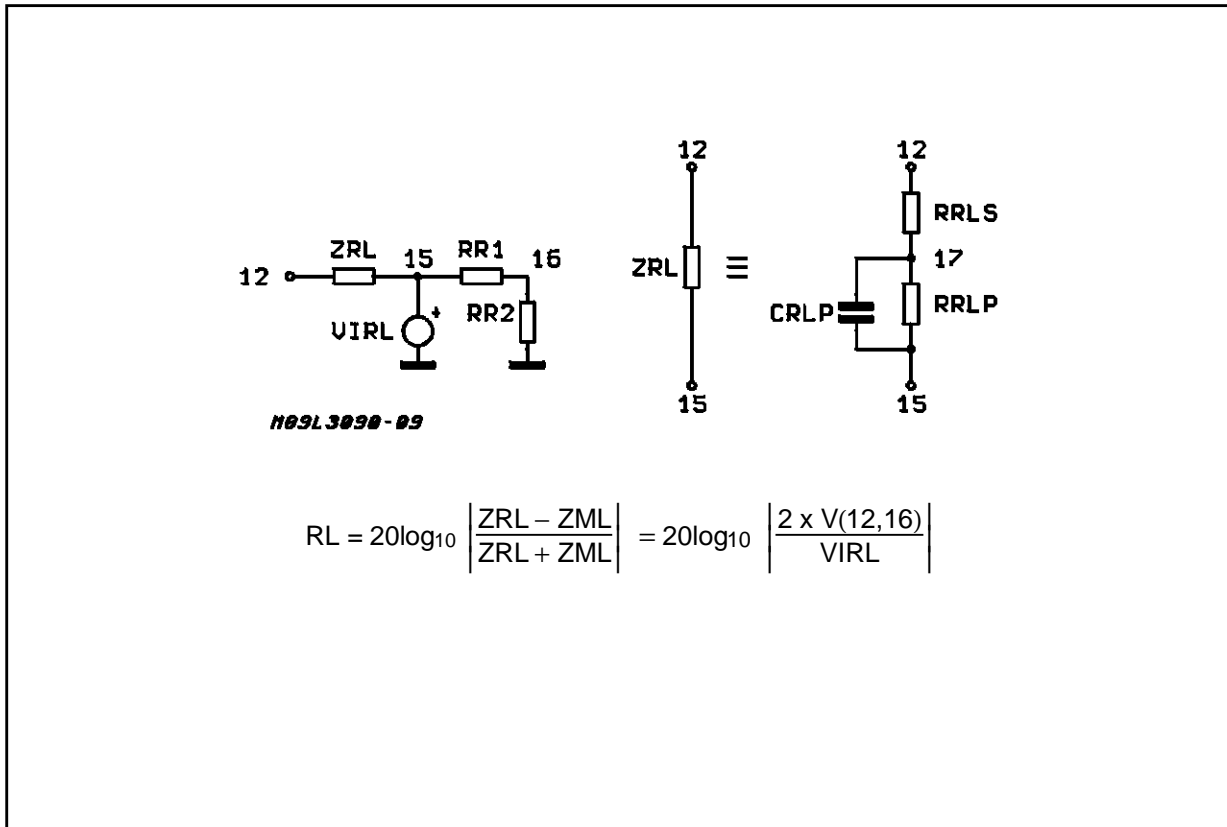 12
ZRL
15
RR1
16
VIRL
RR2
12
ZRL
15
12
RRLS
17
CRLP
RRLP
15
M89L3090-09
RL = 20log10 |ZRL – ZML / ZRL + ZML| = 20log10 |2 x V(12,16) / VIRL|